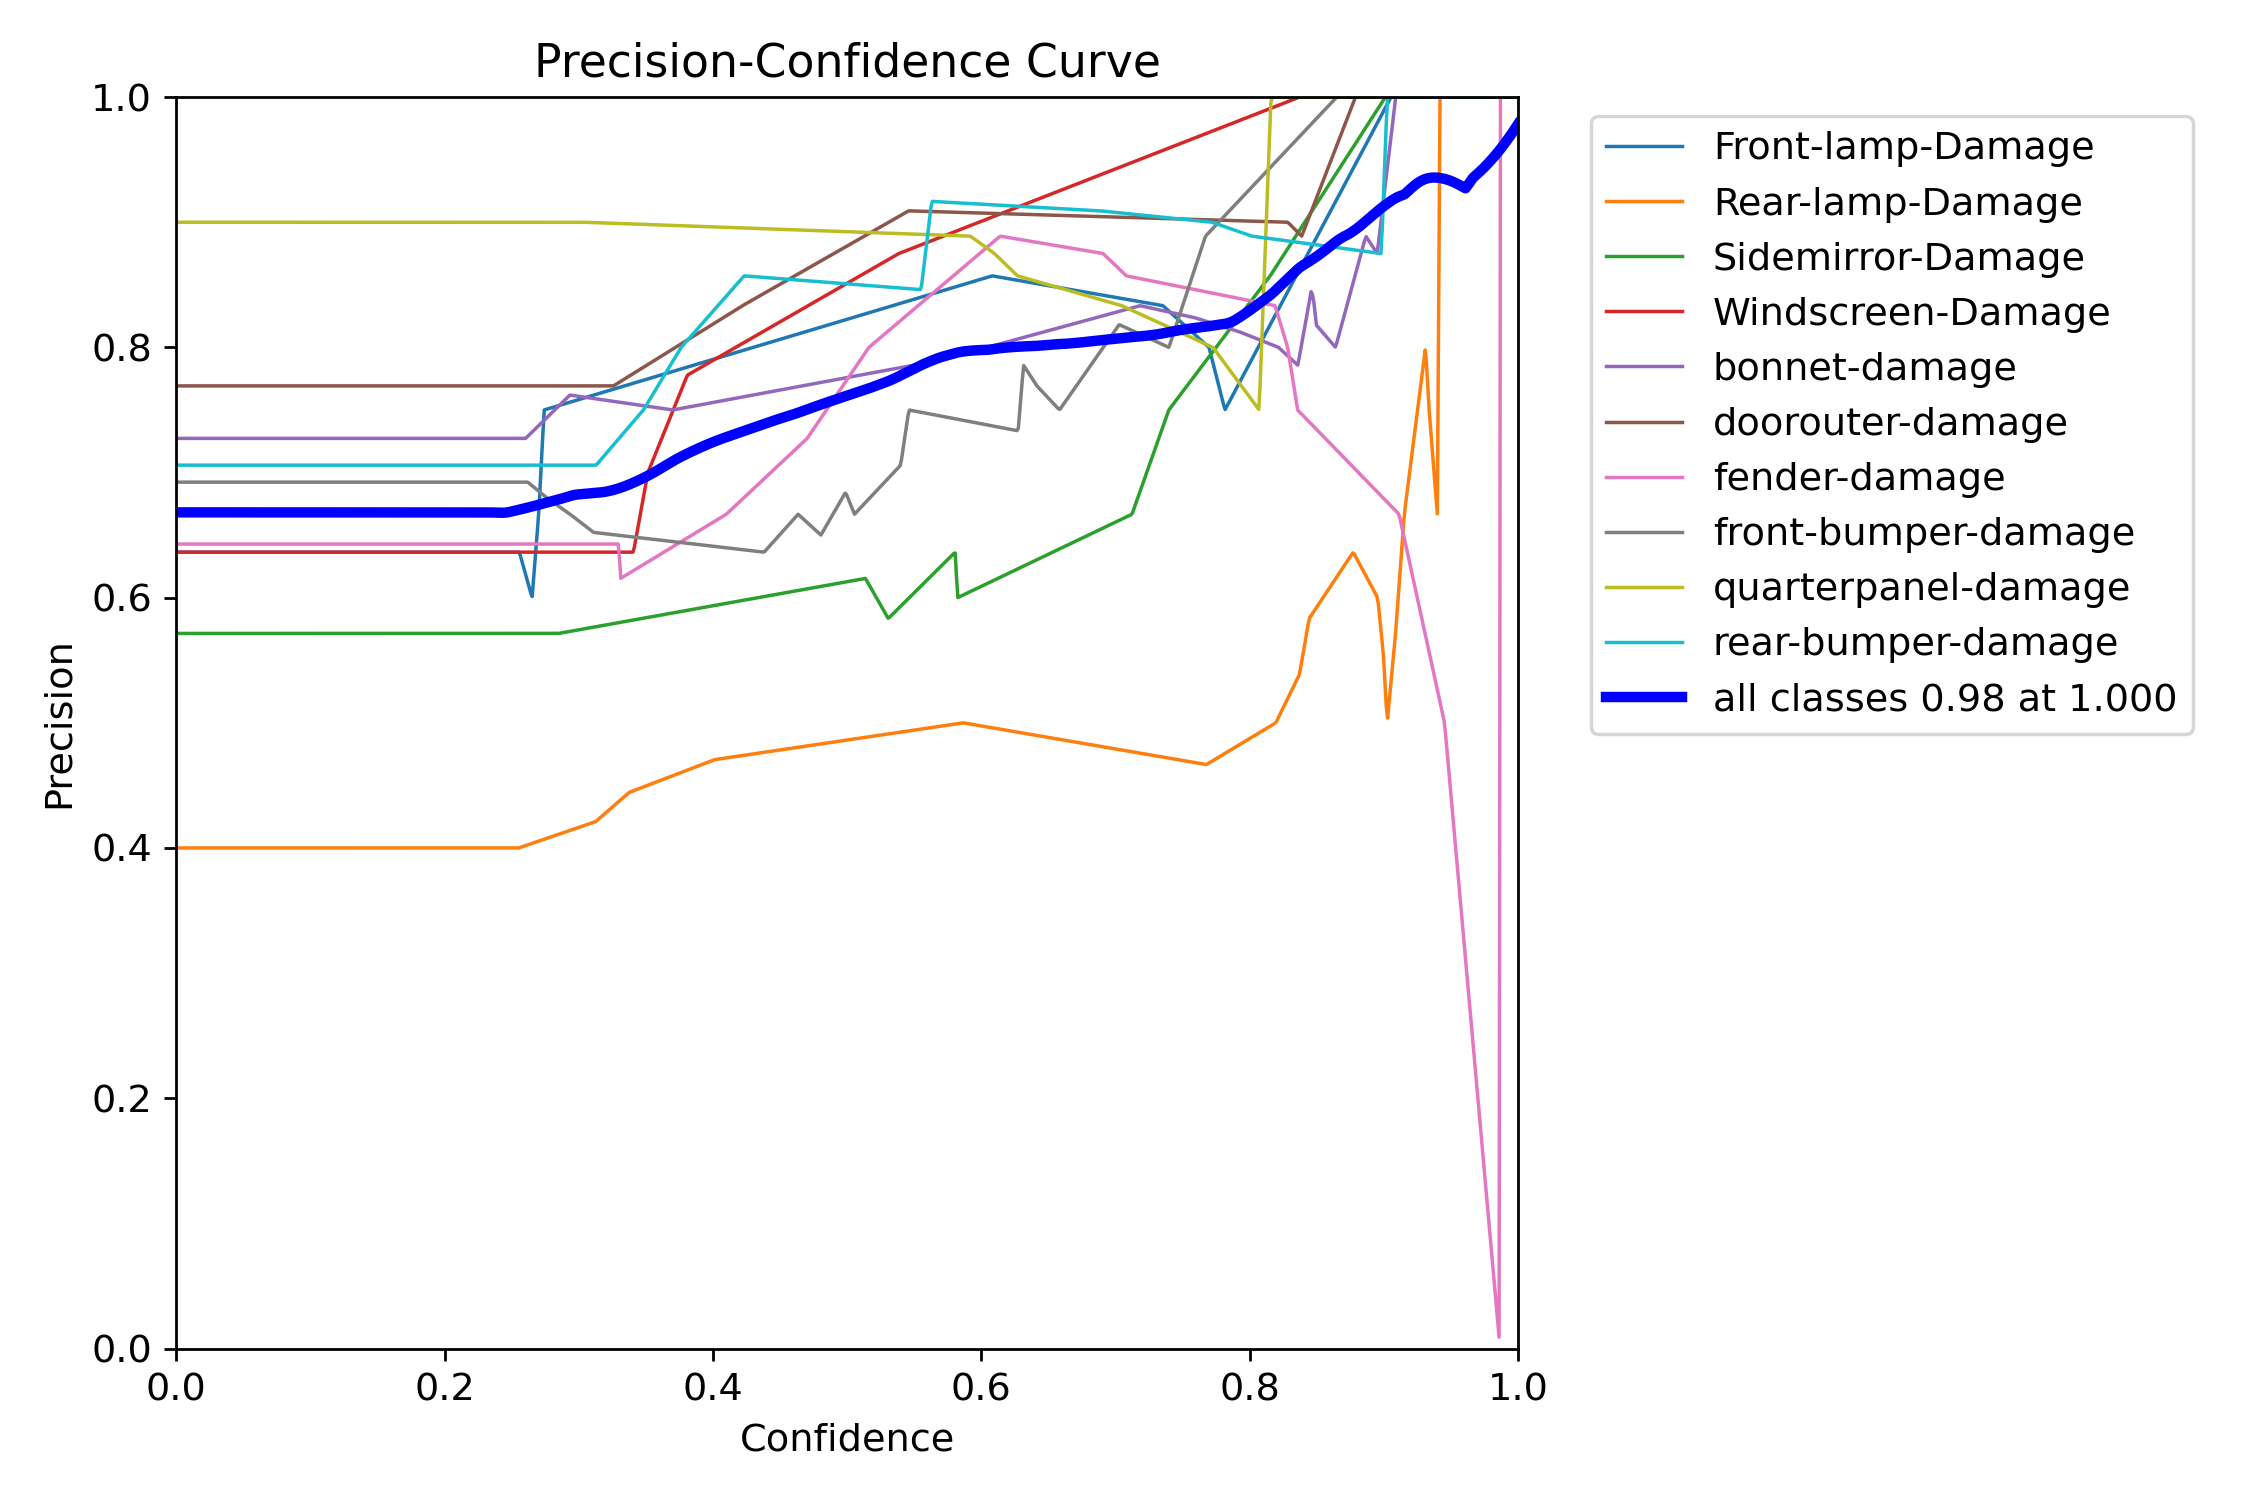 Precision-Confidence Curve
1.0
0.8
0.6
0.4
0.2
0.0
Precision
0.0 0.2 0.4 0.6 0.8 1.0
Confidence
Front-lamp-Damage
Rear-lamp-Damage
Sidemirror-Damage
Windscreen-Damage
bonnet-damage
doorouter-damage
fender-damage
front-bumper-damage
quarterpanel-damage
rear-bumper-damage
all classes 0.98 at 1.000